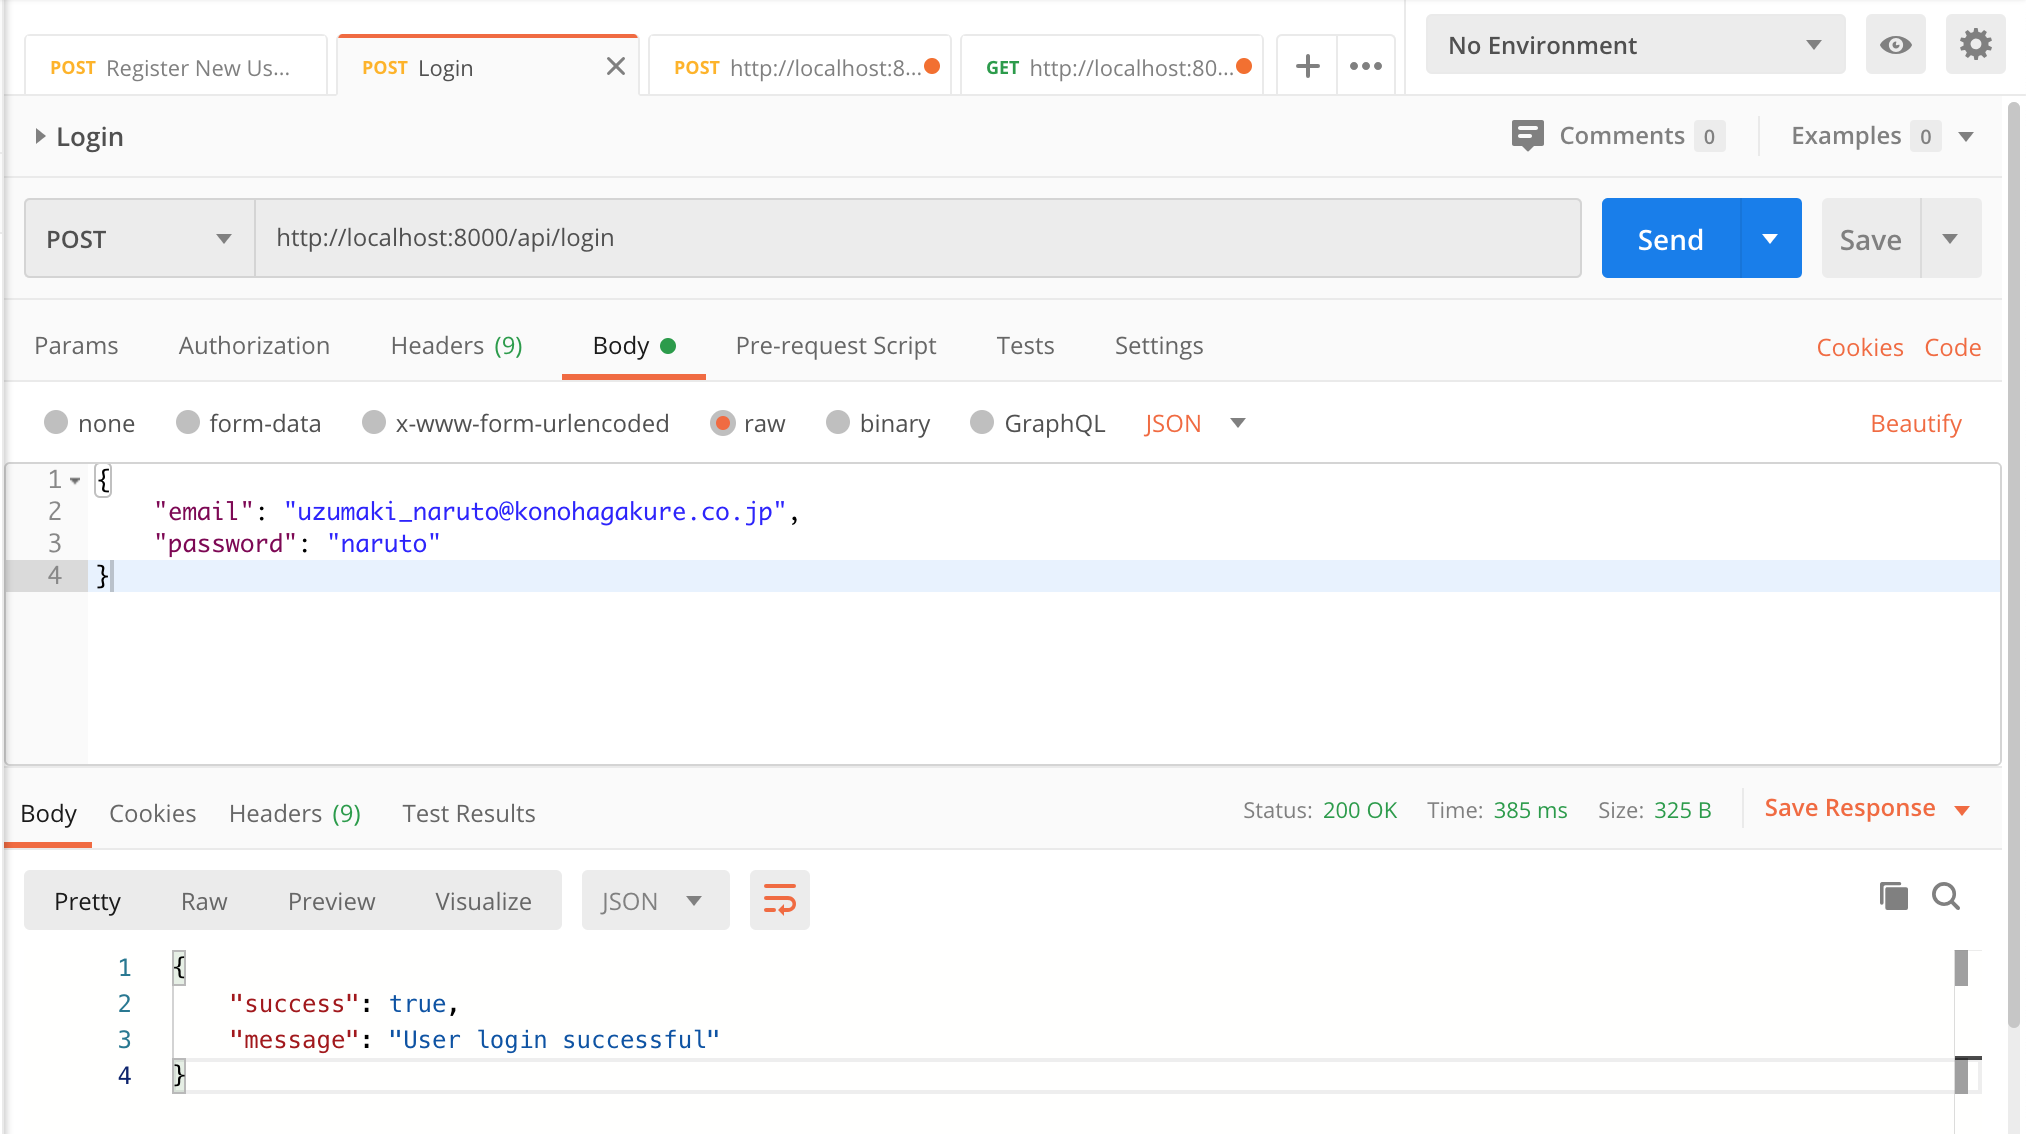 POST Register New Us...
POST Login
POST http://localhost:8...
GET http://localhost:80...
No Environment
Login
Comments 0
Examples 0
POST
http://localhost:8000/api/login
Send
Save
Params Authorization Headers (9) Body Pre-request Script Tests Settings Cookies Code
none form-data x-www-form-urlencoded raw binary GraphQL JSON Beautify
1 {
2 "email": "uzumaki_naruto@konohagakure.co.jp",
3 "password": "naruto"
4 }
Body Cookies Headers (9) Test Results Status: 200 OK Time: 385 ms Size: 325 B Save Response
Pretty Raw Preview Visualize JSON
1 {
2 "success": true,
3 "message": "User login successful"
4 }